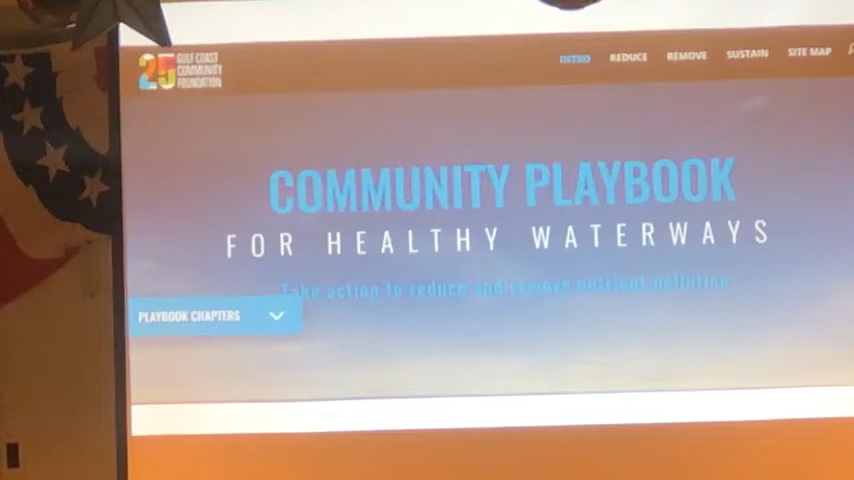 25 GULF COAST
COMMUNITY
FOUNDATION
INTRO REDUCE REMOVE SUSTAIN SITE MAP
COMMUNITY PLAYBOOK
FOR HEALTHY WATERWAYS
Take action to reduce and remove nutrient pollution
PLAYBOOK CHAPTERS